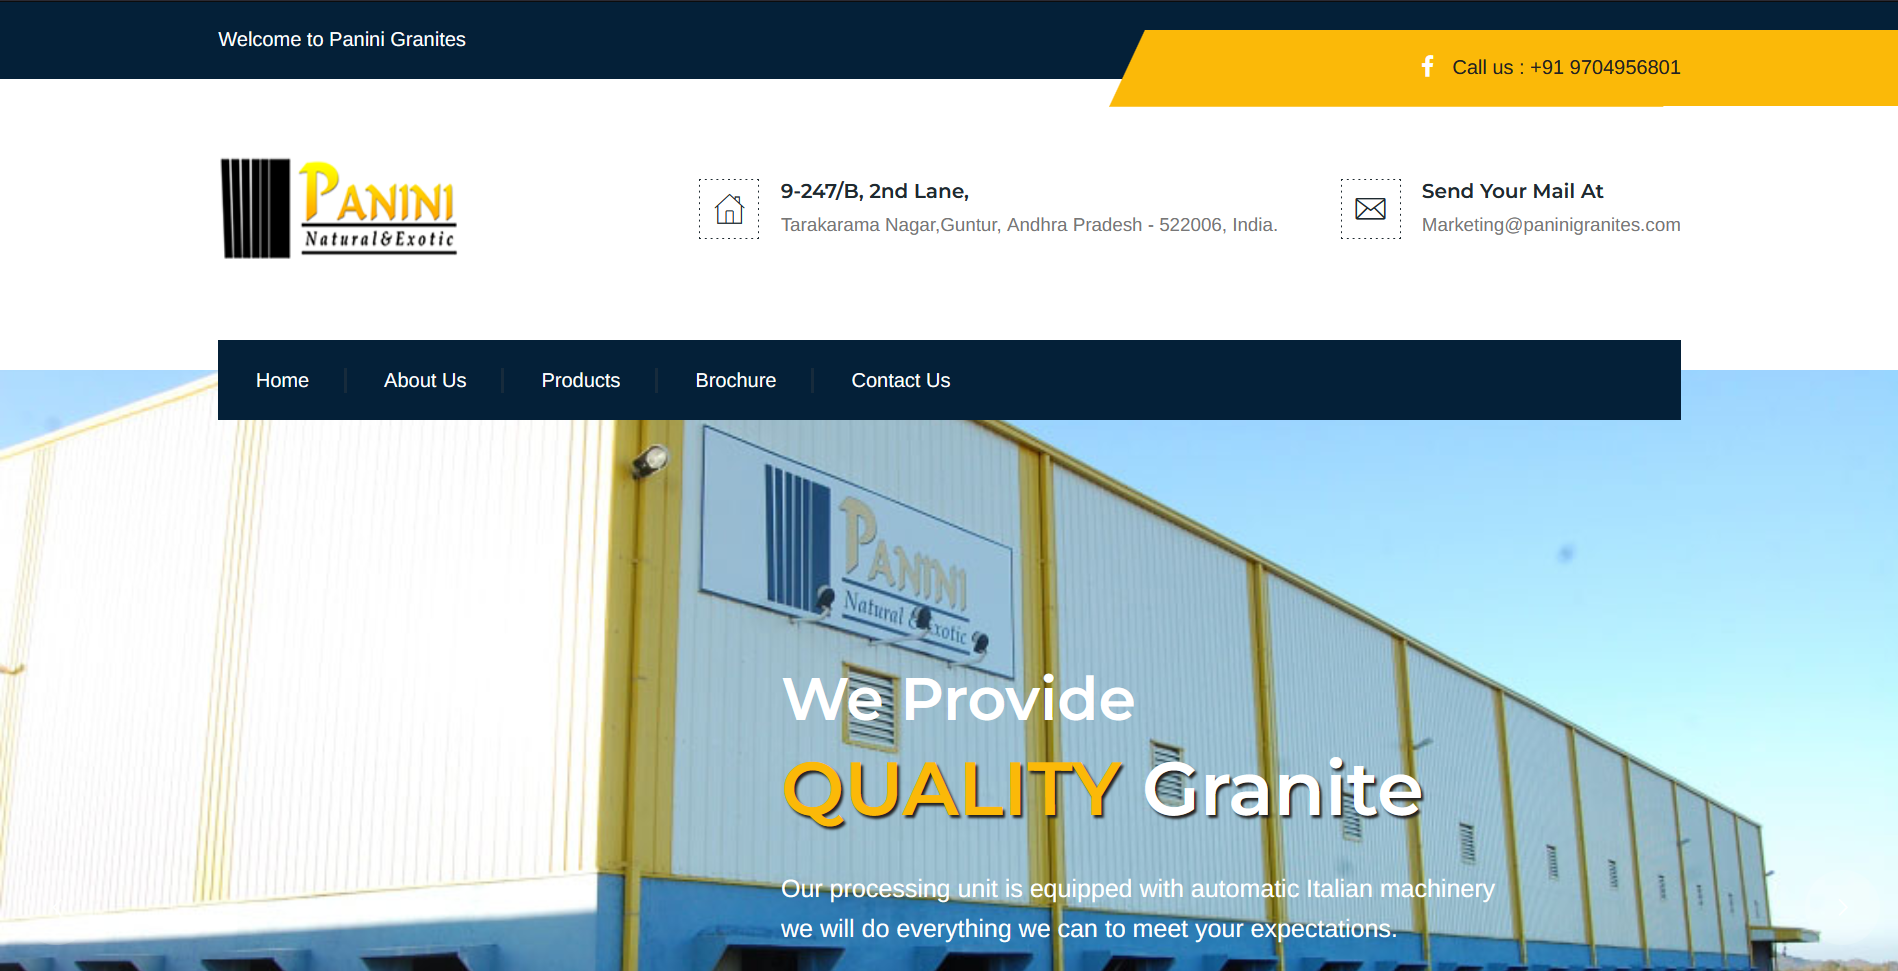 Welcome to Panini Granites
Call us : +91 9704956801
PANINI
Natural&Exotic
9-247/B, 2nd Lane,
Tarakarama Nagar,Guntur, Andhra Pradesh - 522006, India.
Send Your Mail At
Marketing@paninigranites.com
Home
About Us
Products
Brochure
Contact Us
PANINI
Natural & Exotic
We Provide
QUALITY Granite
Our processing unit is equipped with automatic Italian machinery
we will do everything we can to meet your expectations.